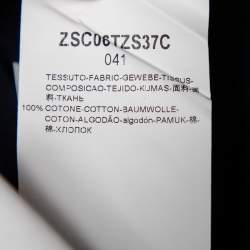 ZSC06TZS37C
041
TESSUTO-FABRIC-GEWEBE-TISSUS-
COMPOSICAO-TEJIDO-KUMAS-面料-素
材-ТКАНЬ
100% COTONE-COTTON-BAUMWOLLE-
COTON-ALGODÃO-algodón-PAMUK-棉-
棉-ХЛОПОК